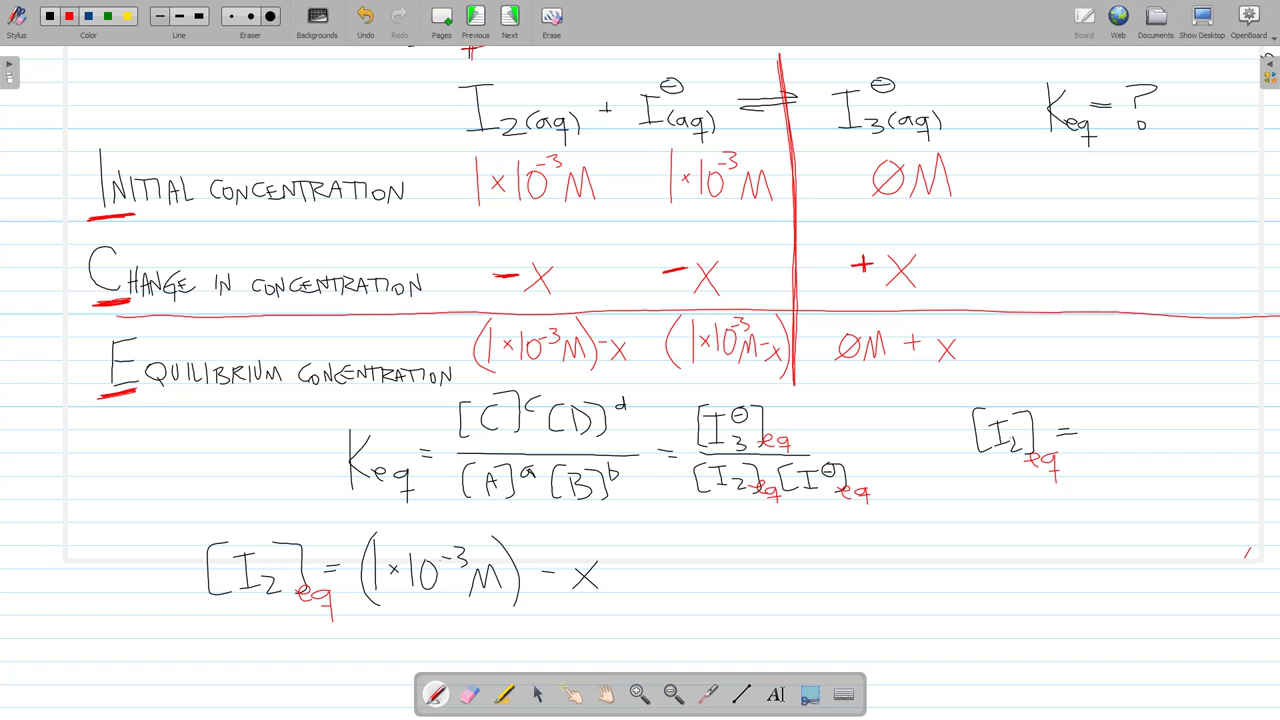 Stylus Color Line Eraser Backgrounds Undo Redo Pages Previous Next Erase Board Web Documents Show Desktop OpenBoard
I2(aq) + I⊖(aq) ⇌ I3⊖(aq) Keq = ?
INITIAL CONCENTRATION 1×10⁻³M 1×10⁻³M ØM
CHANGE IN CONCENTRATION -X -X +X
EQUILIBRIUM CONCENTRATION (1×10⁻³M)-x (1×10⁻³M-x) ØM + x
Keq = [C]ᶜ[D]ᵈ / [A]ᵃ[B]ᵇ = [I3⊖]eq / [I2]eq[I⊖]eq [I2]eq =
[I2]eq = (1×10⁻³M) - x